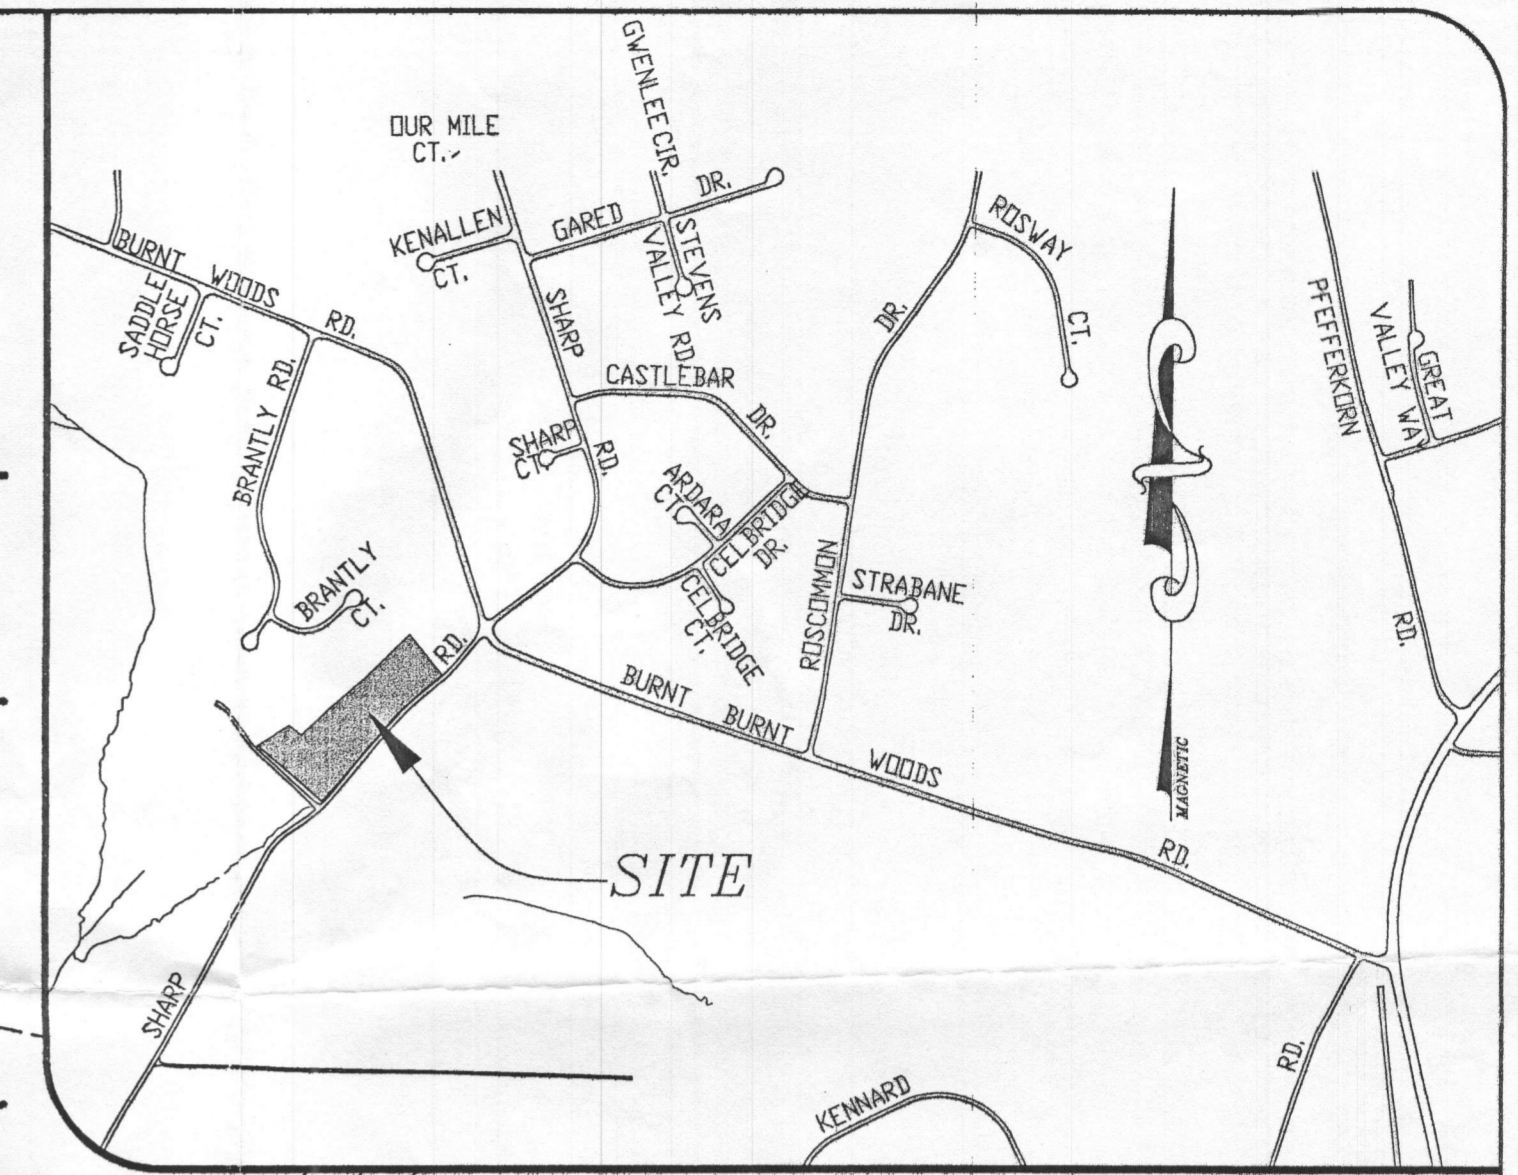 GWENLEE CIR.
OUR MILE
CT.
DR.
KENALLEN
CT.
GARED
STEVENS
VALLEY RD.
ROSWAY
CT.
BURNT
WOODS
RD.
SADDLE
HORSE
CT.
SHARP
DR.
PFEFFERKORN
VALLEY WAY
GREAT
BRANTLY RD.
CASTLEBAR
DR.
SHARP
CT.
RD.
ARDARA
CT.
CELBRIDGE
DR.
BRANTLY
CT.
CELBRIDGE
CT.
ROSCOMMON
STRABANE
DR.
RD.
RD.
BURNT
BURNT
WOODS
MAGNETIC
RD.
SITE
SHARP
RD.
KENNARD